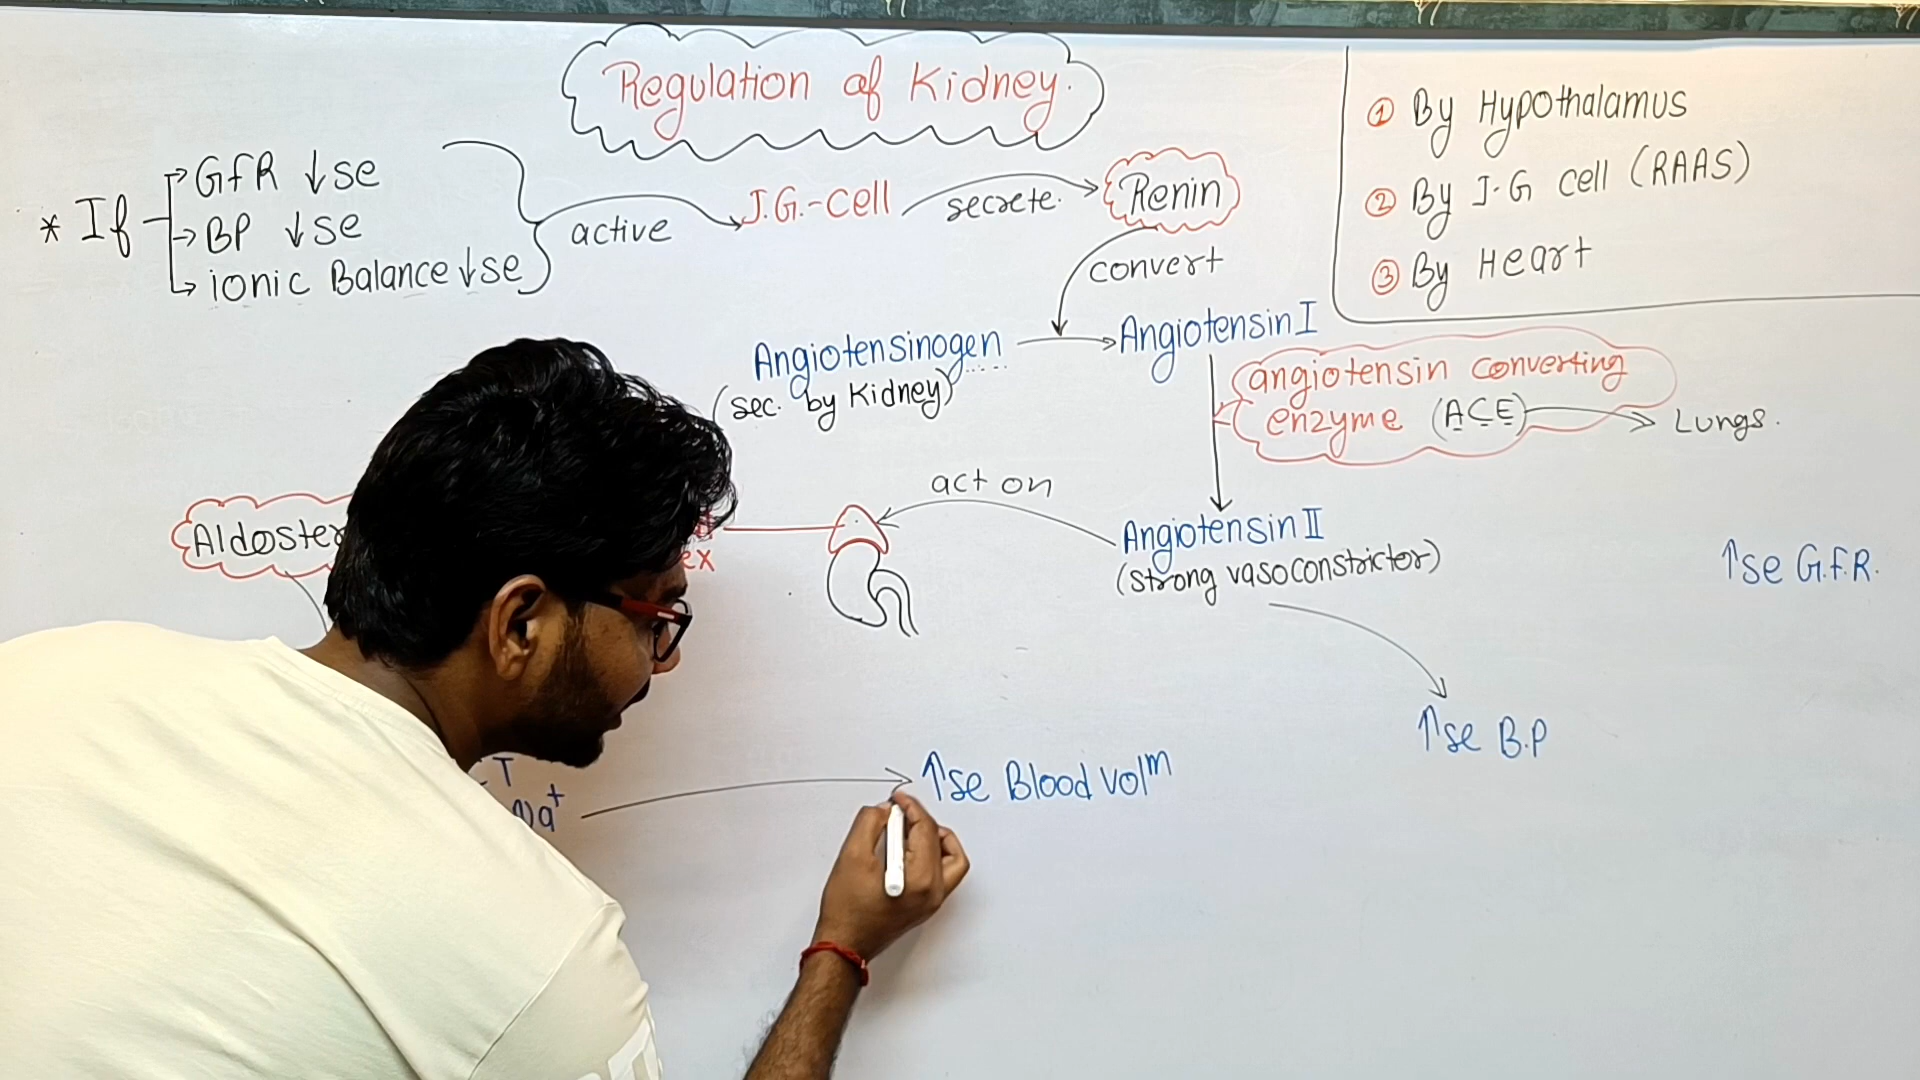 Regulation of Kidney.
① By Hypothalamus
② By J.G cell (RAAS)
③ By Heart
* If
GfR ↓se
BP ↓se
ionic Balance ↓se
active
J.G.-cell
secrete.
Renin
convert
Angiotensinogen
(sec. by Kidney)
Angiotensin I
angiotensin converting
enzyme (ACE)
Lungs.
act on
Angiotensin II
(strong vasoconstrictor)
↑se G.f.R.
↑se B.P
↑se Blood volᵐ